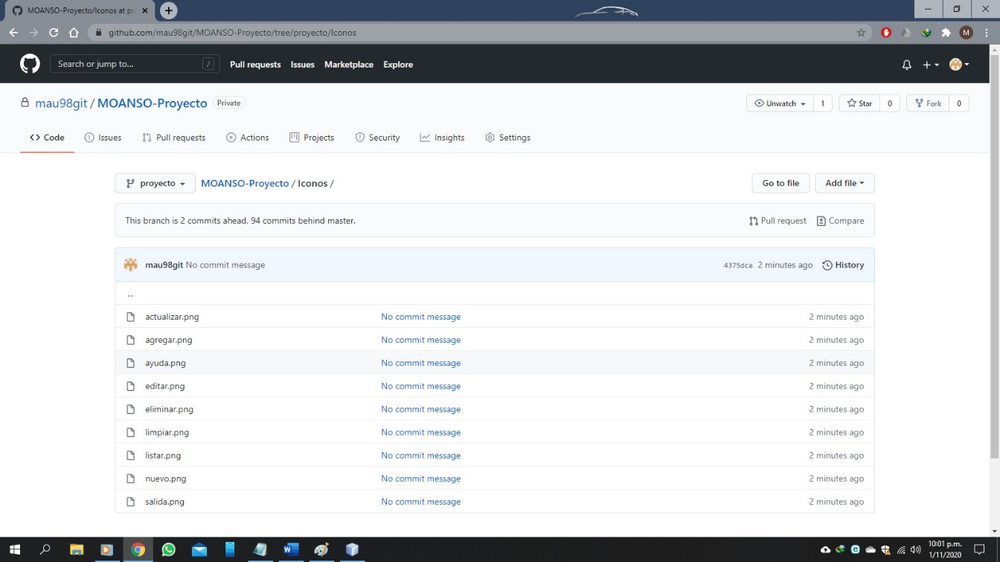 MOANSO-Proyecto/Iconos at pr
github.com/mau98git/MOANSO-Proyecto/tree/proyecto/Iconos
M
Search or jump to... / Pull requests Issues Marketplace Explore
mau98git / MOANSO-Proyecto Private Unwatch 1 Star 0 Fork 0
Code Issues Pull requests Actions Projects Security Insights Settings
proyecto MOANSO-Proyecto / Iconos / Go to file Add file
This branch is 2 commits ahead, 94 commits behind master. Pull request Compare
mau98git No commit message 4375dca 2 minutes ago History
..
actualizar.png No commit message 2 minutes ago
agregar.png No commit message 2 minutes ago
ayuda.png No commit message 2 minutes ago
editar.png No commit message 2 minutes ago
eliminar.png No commit message 2 minutes ago
limpiar.png No commit message 2 minutes ago
listar.png No commit message 2 minutes ago
nuevo.png No commit message 2 minutes ago
salida.png No commit message 2 minutes ago
10:01 p.m.
1/11/2020